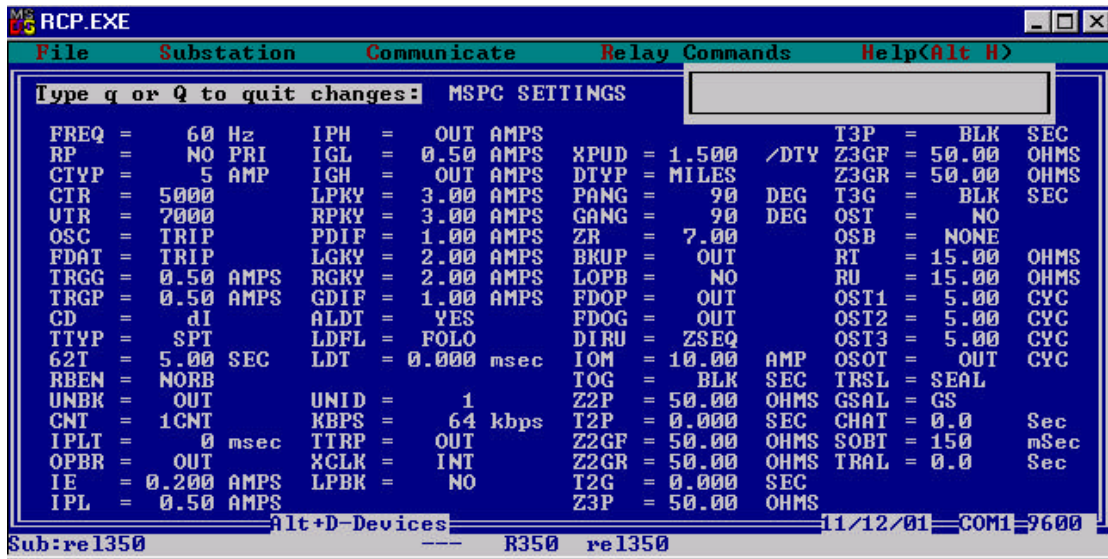 MS DOS RCP.EXE
File Substation Communicate Relay Commands Help(Alt H)
Type q or Q to quit changes: MSPC SETTINGS
FREQ = 60 Hz IPH = OUT AMPS T3P = BLK SEC
RP = NO PRI IGL = 0.50 AMPS XPUD = 1.500 /DTY Z3GF = 50.00 OHMS
CTYP = 5 AMP IGH = OUT AMPS DTYP = MILES Z3GR = 50.00 OHMS
CTR = 5000 LPKY = 3.00 AMPS PANG = 90 DEG T3G = BLK SEC
VTR = 7000 RPKY = 3.00 AMPS GANG = 90 DEG OST = NO
OSC = TRIP PDIF = 1.00 AMPS ZR = 7.00 OSB = NONE
FDAT = TRIP LGKY = 2.00 AMPS BKUP = OUT RT = 15.00 OHMS
TRGG = 0.50 AMPS RGKY = 2.00 AMPS LOPB = NO RU = 15.00 OHMS
TRGP = 0.50 AMPS GDIF = 1.00 AMPS FDOP = OUT OST1 = 5.00 CYC
CD = dI ALDT = YES FDOG = OUT OST2 = 5.00 CYC
TTYP = SPT LDFL = FOLO DIRU = ZSEQ OST3 = 5.00 CYC
62T = 5.00 SEC LDT = 0.000 msec IOM = 10.00 AMP OSOT = OUT CYC
RBEN = NORB TOG = BLK SEC TRSL = SEAL
UNBK = OUT UNID = 1 Z2P = 50.00 OHMS GSAL = GS
CNT = 1CNT KBPS = 64 kbps T2P = 0.000 SEC CHAT = 0.0 Sec
IPLT = 0 msec TTRP = OUT Z2GF = 50.00 OHMS SOBT = 150 mSec
OPBR = OUT XCLK = INT Z2GR = 50.00 OHMS TRAL = 0.0 Sec
IE = 0.200 AMPS LPBK = NO T2G = 0.000 SEC
IPL = 0.50 AMPS Z3P = 50.00 OHMS
Alt+D-Devices 11/12/01 COM1 9600
Sub:rel350 --- R350 rel350